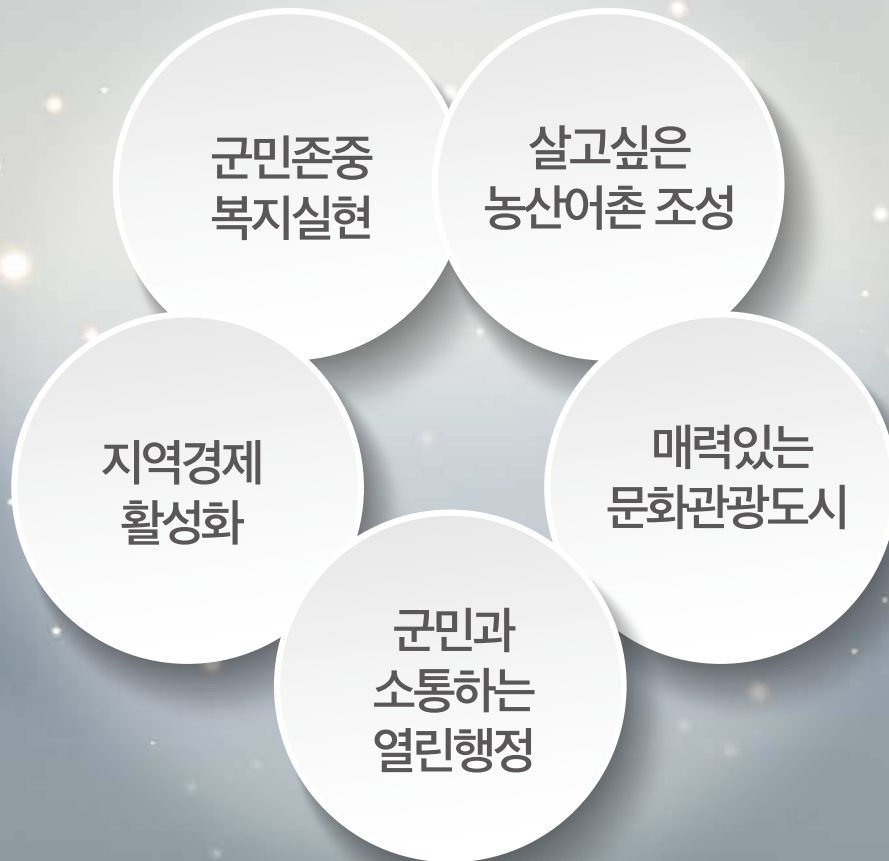 군민존중
복지실현
살고싶은
농산어촌 조성
지역경제
활성화
매력있는
문화관광도시
군민과
소통하는
열린행정